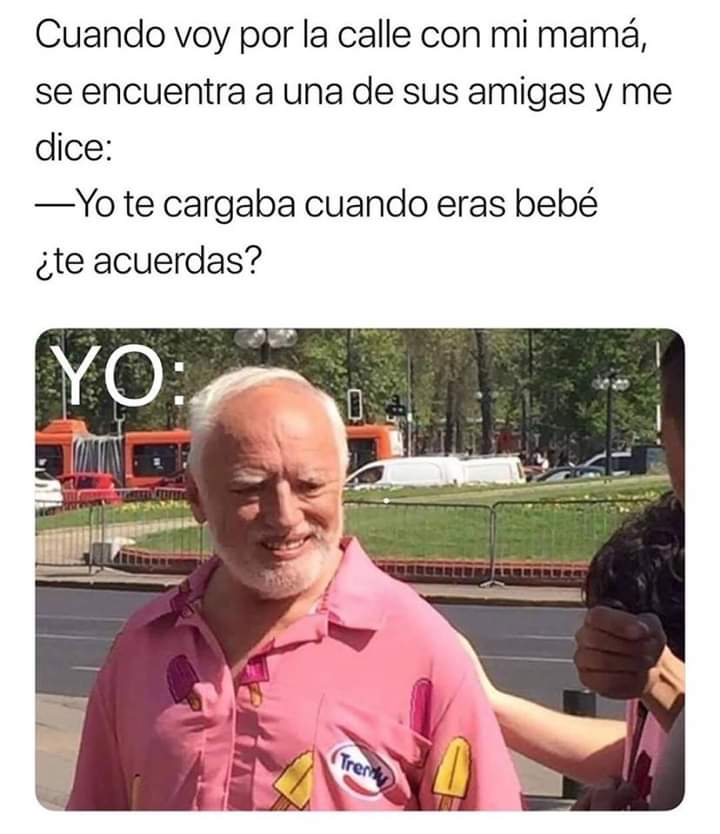 Cuando voy por la calle con mi mamá,
se encuentra a una de sus amigas y me
dice:
—Yo te cargaba cuando eras bebé
¿te acuerdas?
YO:
Trendy